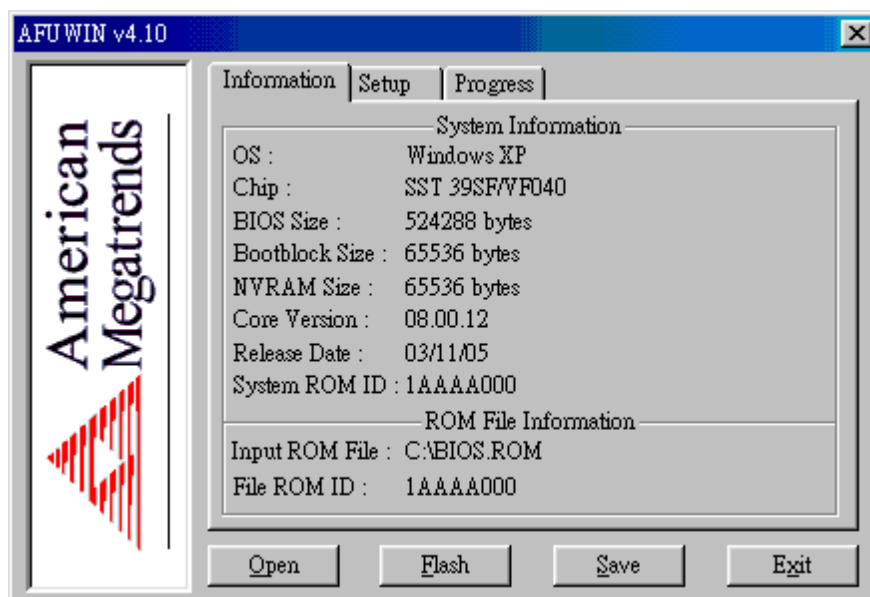 AFUWIN v4.10
American
Megatrends
Information Setup Progress
System Information
OS : Windows XP
Chip : SST 39SF/VF040
BIOS Size : 524288 bytes
Bootblock Size : 65536 bytes
NVRAM Size : 65536 bytes
Core Version : 08.00.12
Release Date : 03/11/05
System ROM ID : 1AAAA000
ROM File Information
Input ROM File : C:\BIOS.ROM
File ROM ID : 1AAAA000
Open Flash Save Exit